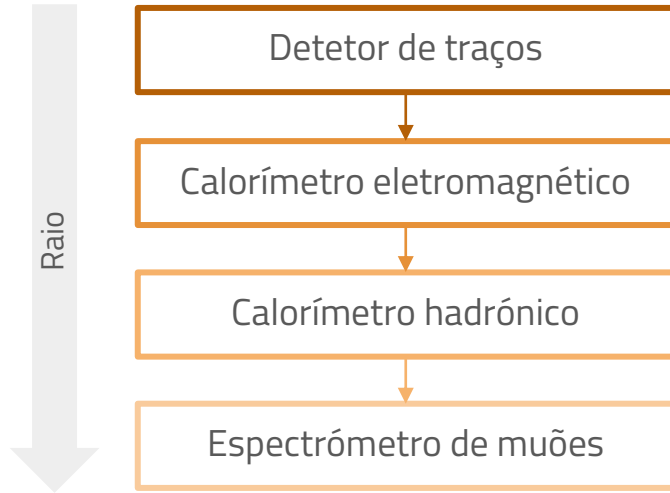 Detetor de traços
Calorímetro eletromagnético
Raio
Calorímetro hadrónico
Espectrómetro de muões